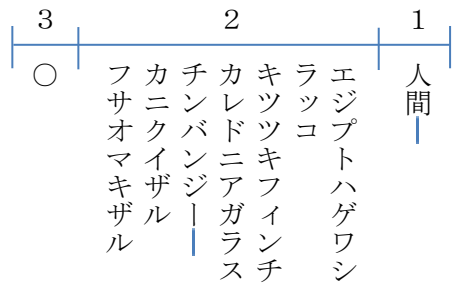 1
2
3
人間
エジプトハゲワシ
ラッコ
キツツキフィンチ
カレドニアガラス
チンバンジー
カニクイザル
フサオマキザル
〇